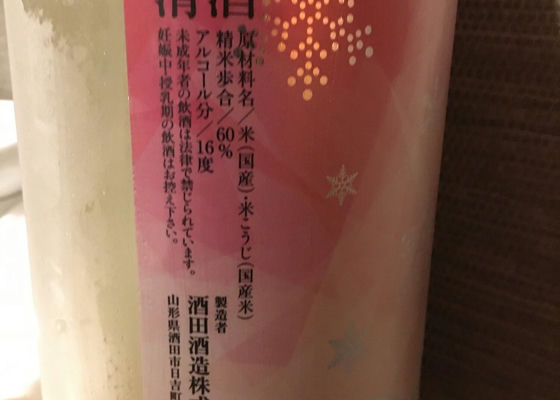 清酒
原材料名／米(国産)・米こうじ(国産米)
精米歩合／60%
アルコール分／16度
未成年者の飲酒は法律で禁じられています。
妊娠中・授乳期の飲酒はお控え下さい。
製造者
酒田酒造株式
山形県酒田市日吉町